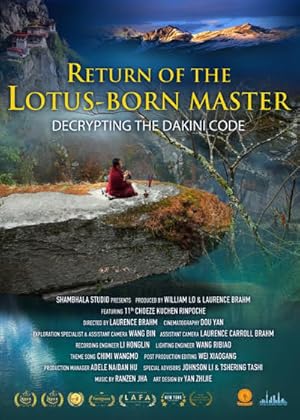 RETURN OF THE
LOTUS-BORN MASTER
DECRYPTING THE DAKINI CODE
SHAMBHALA STUDIO PRESENTS PRODUCED BY WILLIAM LO & LAURENCE BRAHM
FEATURING 11th CHOEZE KUCHEN RINPOCHE
DIRECTED BY LAURENCE BRAHM CINEMATOGRAPHY DOU YAN
EXPLORATION SPECIALIST & ASSISTANT CAMERA WANG BIN ASSISTANT CAMERA LAURENCE CARROLL BRAHM
RECORDING ENGINEER LI HONGLIN LIGHTING ENGINEER WANG RIBIAO
THEME SONG CHIMI WANGMO POST PRODUCTION EDITING WEI XIAOGANG
PRODUCTION MANAGER ADELE NAIDAN HU SPECIAL ADVISORS JOHNSON LI & TSHERING TASHI
MUSIC BY RANZEN JHA ART DESIGN BY YAN ZHIJIE
LAFA
NEW YORK